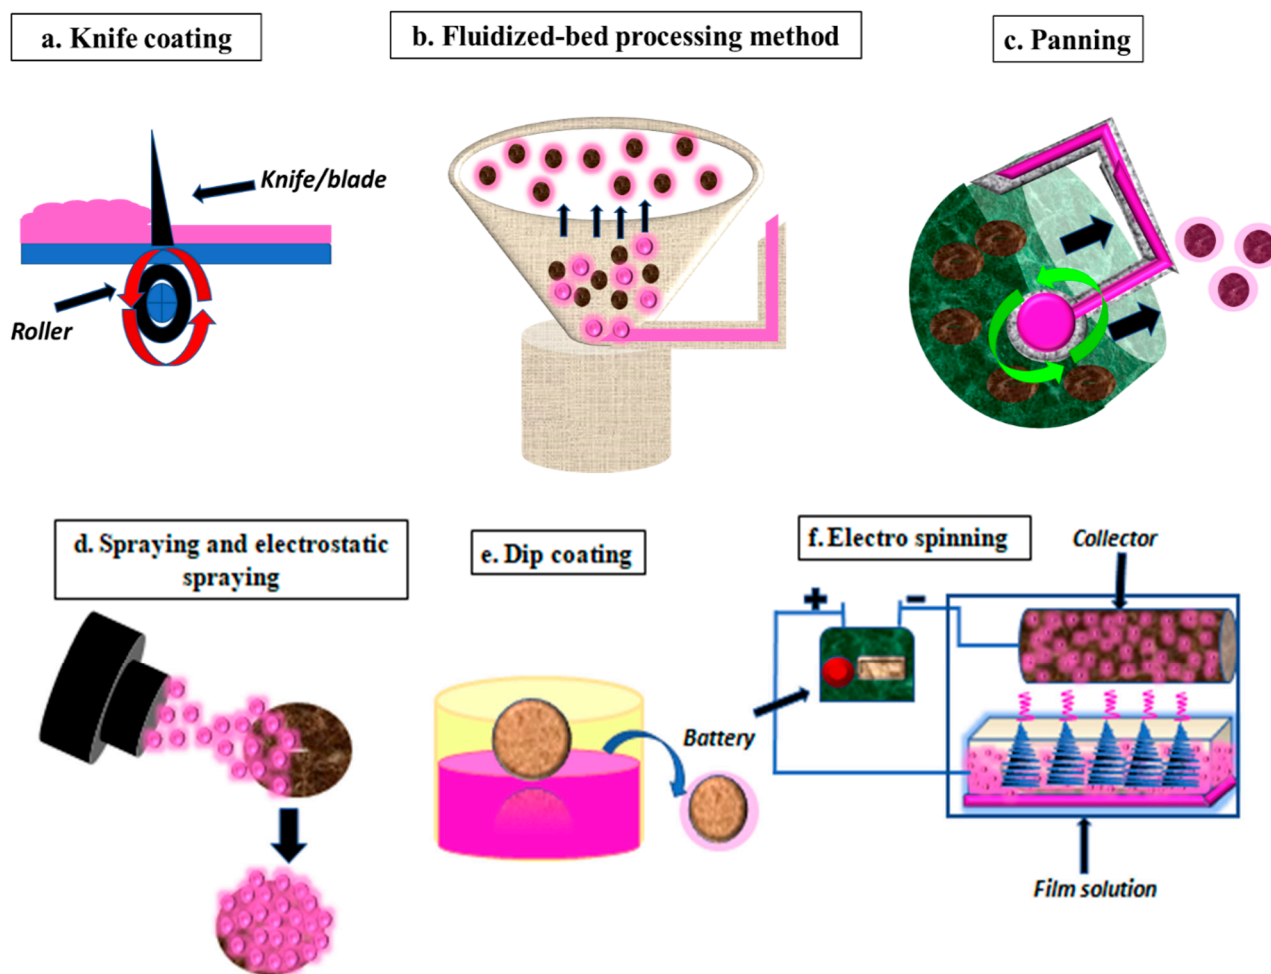 a. Knife coating
b. Fluidized-bed processing method
c. Panning
Knife/blade
Roller
d. Spraying and electrostatic
spraying
e. Dip coating
f. Electro spinning
Collector
+
−
Battery
Film solution